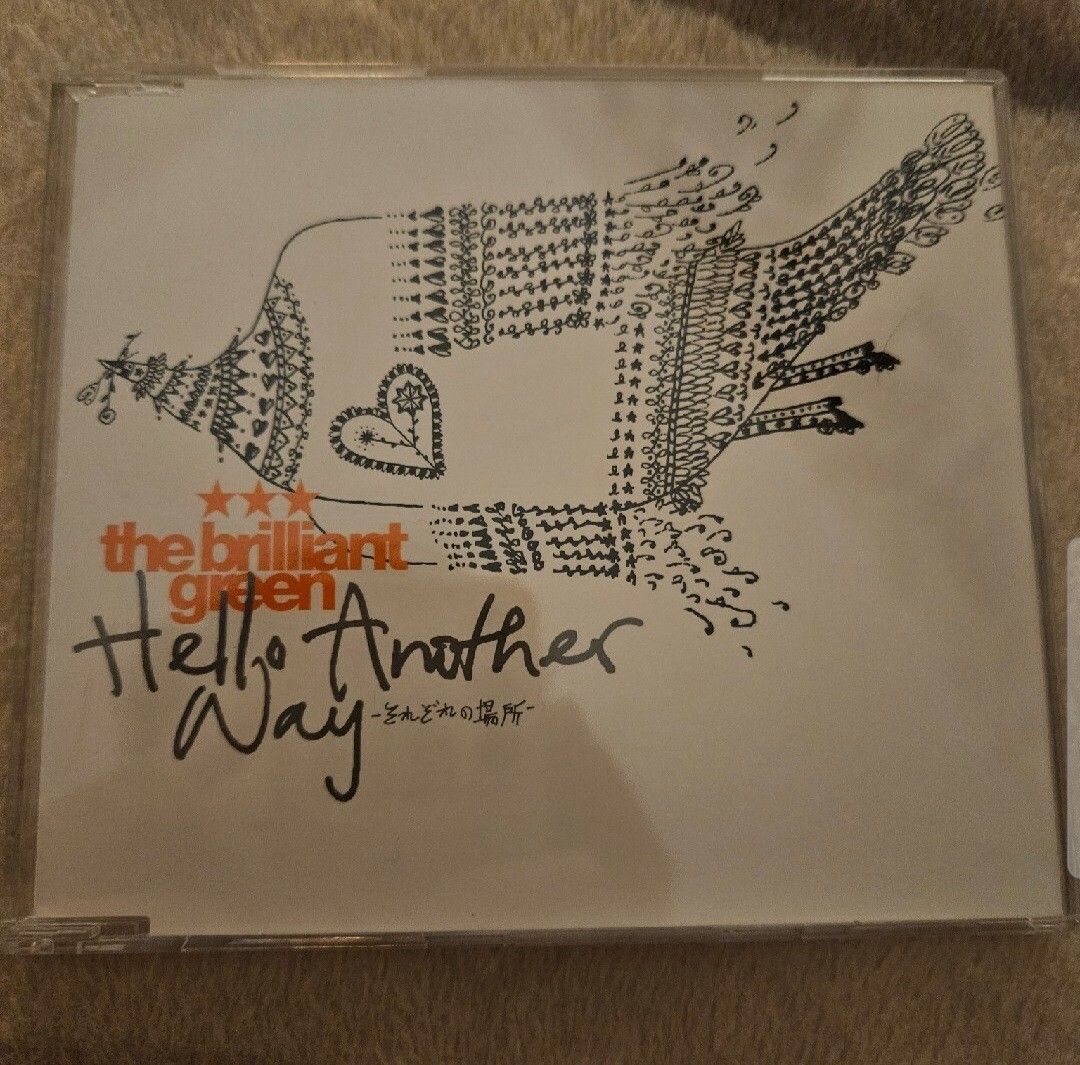 the brilliant
green
Hello Another
Way -それぞれの場所-